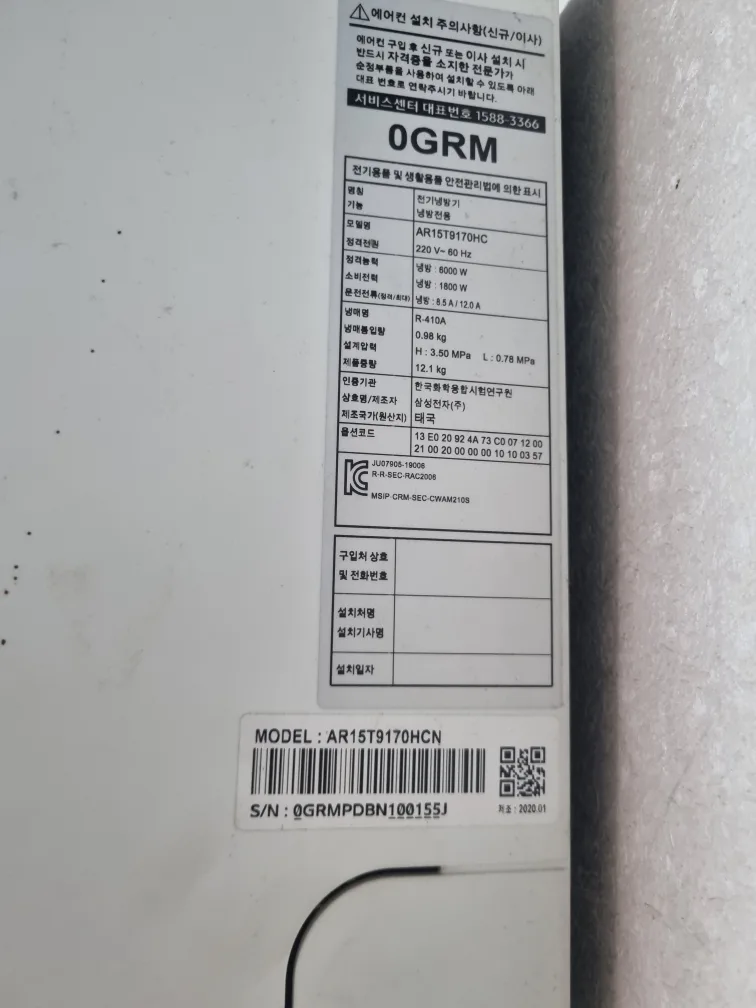 ⚠에어컨 설치 주의사항(신규/이사)
에어컨 구입 후 신규 또는 이사 설치 시
반드시 자격증을 소지한 전문가가
순정부품을 사용하여 설치할 수 있도록 아래
대표 번호로 연락주시기 바랍니다.
서비스센터 대표번호 1588-3366
0GRM
전기용품 및 생활용품 안전관리법에 의한 표시
명칭 전기냉방기
기능 냉방전용
모델명 AR15T9170HC
정격전원 220 V~ 60 Hz
정격능력 냉방 : 6000 W
소비전력 냉방 : 1800 W
운전전류(정격/최대) 냉방 : 8.5 A / 12.0 A
냉매명 R-410A
냉매봉입량 0.98 kg
설계압력 H : 3.50 MPa L : 0.78 MPa
제품중량 12.1 kg
인증기관 한국화학융합시험연구원
상호명/제조자 삼성전자(주)
제조국가(원산지) 태국
옵션코드 13 E0 20 92 4A 73 C0 07 12 00
21 00 20 00 00 00 10 10 03 57
JU07905-19006
R-R-SEC-RAC2006
MSIP-CRM-SEC-CWAM210S
구입처 상호
및 전화번호
설치처명
설치기사명
설치일자
MODEL : AR15T9170HCN
S/N : 0GRMPDBN100155J
제조 : 2020.01